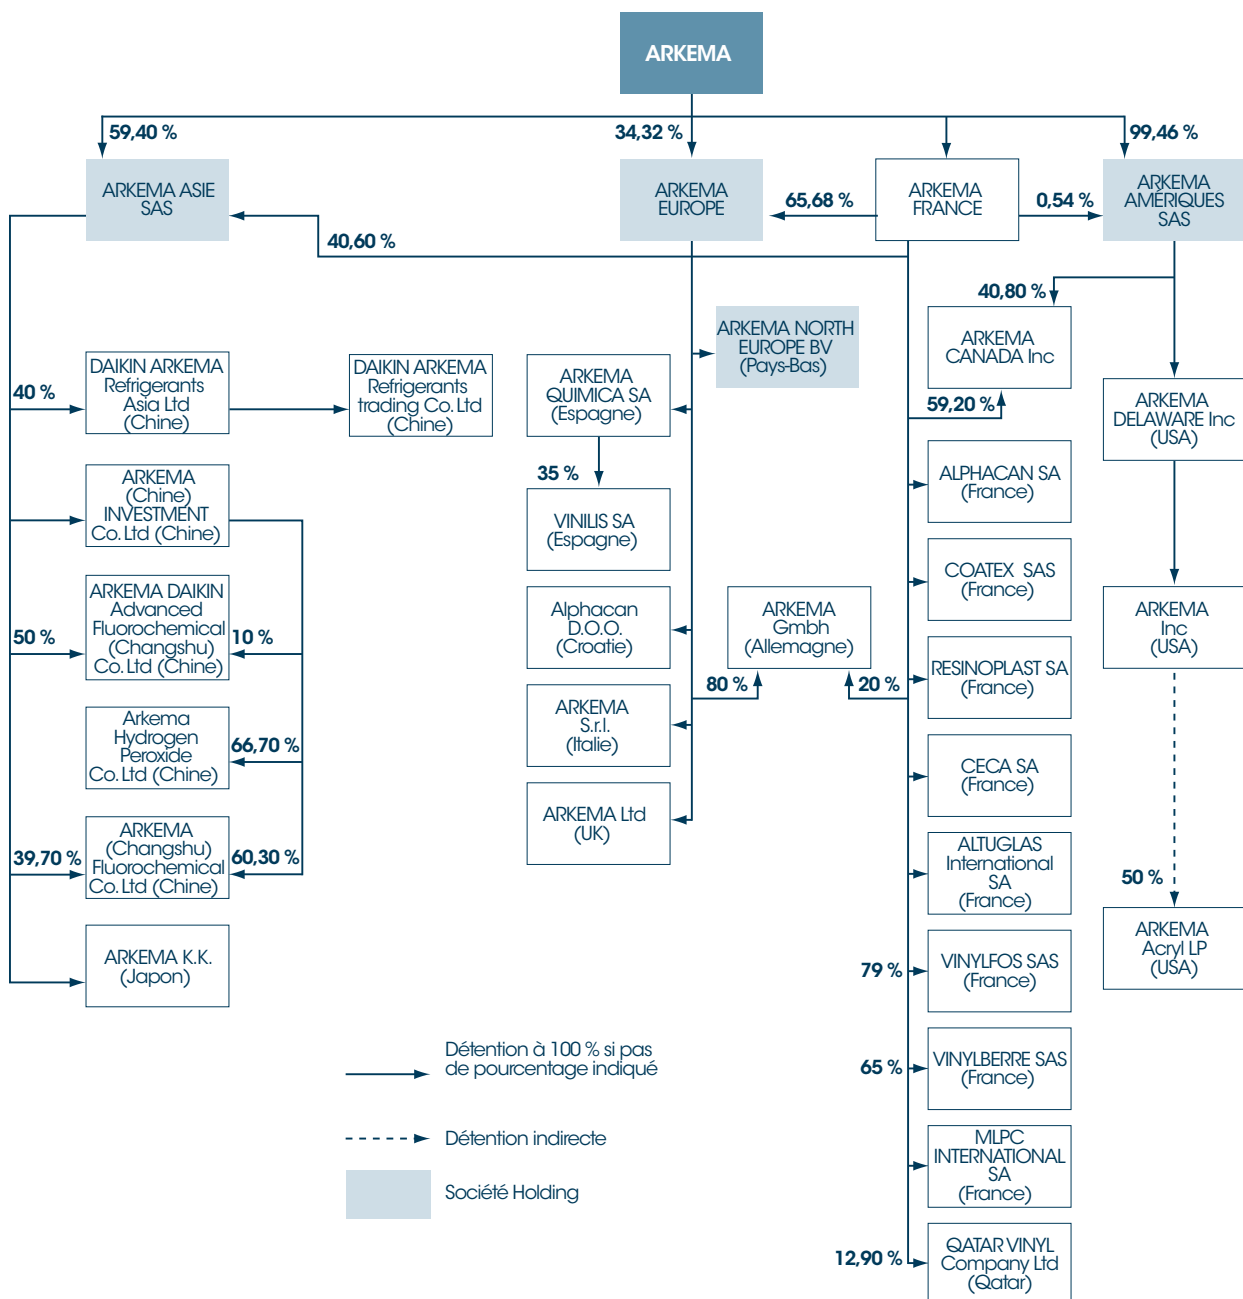 ARKEMA
59,40 %
34,32 %
99,46 %
ARKEMA ASIE
SAS
ARKEMA
EUROPE
65,68 %
ARKEMA
FRANCE
0,54 %
ARKEMA
AMÉRIQUES
SAS
40,60 %
40,80 %
ARKEMA
CANADA Inc
59,20 %
ARKEMA NORTH
EUROPE BV
(Pays-Bas)
40 %
DAIKIN ARKEMA
Refrigerants
Asia Ltd
(Chine)
DAIKIN ARKEMA
Refrigerants
trading Co. Ltd
(Chine)
ARKEMA
QUIMICA SA
(Espagne)
ARKEMA
DELAWARE Inc
(USA)
35 %
ALPHACAN SA
(France)
ARKEMA
(Chine)
INVESTMENT
Co. Ltd (Chine)
VINILIS SA
(Espagne)
COATEX SAS
(France)
50 %
ARKEMA DAIKIN
Advanced
Fluorochemical
(Changshu)
Co. Ltd (Chine)
10 %
Alphacan
D.O.O.
(Croatie)
ARKEMA
Gmbh
(Allemagne)
ARKEMA
Inc
(USA)
80 %
20 %
RESINOPLAST SA
(France)
Arkema
Hydrogen
Peroxide
Co. Ltd (Chine)
66,70 %
ARKEMA
S.r.l.
(Italie)
CECA SA
(France)
39,70 %
ARKEMA
(Changshu)
Fluorochemical
Co. Ltd (Chine)
60,30 %
ARKEMA Ltd
(UK)
ALTUGLAS
International
SA
(France)
50 %
ARKEMA
Acryl LP
(USA)
ARKEMA K.K.
(Japon)
79 %
VINYLFOS SAS
(France)
65 %
VINYLBERRE SAS
(France)
MLPC
INTERNATIONAL
SA
(France)
12,90 %
QATAR VINYL
Company Ltd
(Qatar)
Détention à 100 % si pas
de pourcentage indiqué
Détention indirecte
Société Holding